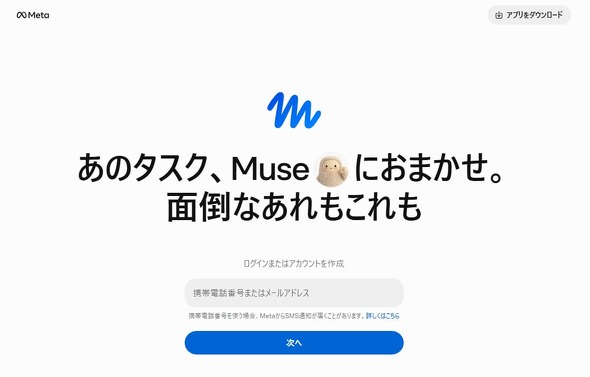 Meta
アプリをダウンロード
あのタスク、Museにおまかせ。
面倒なあれもこれも
ログインまたはアカウントを作成
携帯電話番号またはメールアドレス
携帯電話番号を使う場合、MetaからSMS通知が届くことがあります。詳しくはこちら
次へ